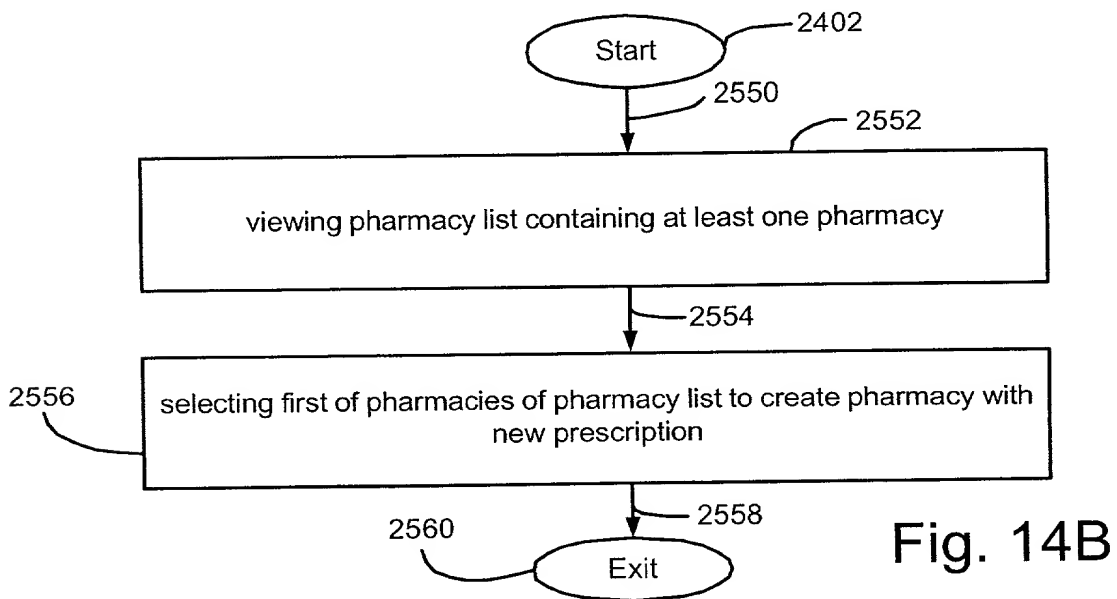 Start
2402
2550
2552
viewing pharmacy list containing at least one pharmacy
2554
2556
selecting first of pharmacies of pharmacy list to create pharmacy with
new prescription
2558
2560
Exit
Fig. 14B